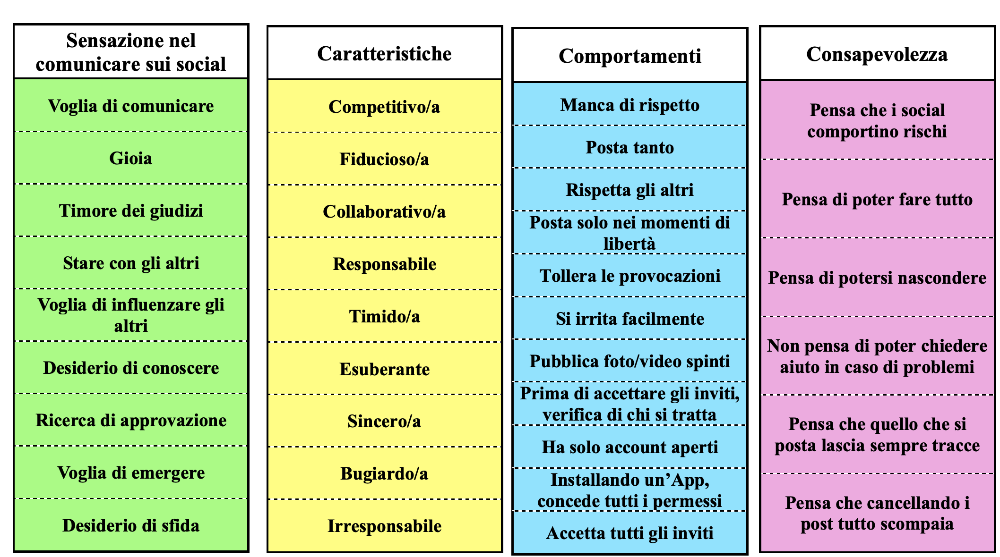 Sensazione nel
comunicare sui social
Voglia di comunicare
Gioia
Timore dei giudizi
Stare con gli altri
Voglia di influenzare gli
altri
Desiderio di conoscere
Ricerca di approvazione
Voglia di emergere
Desiderio di sfida
Caratteristiche
Competitivo/a
Fiducioso/a
Collaborativo/a
Responsabile
Timido/a
Esuberante
Sincero/a
Bugiardo/a
Irresponsabile
Comportamenti
Manca di rispetto
Posta tanto
Rispetta gli altri
Posta solo nei momenti di
libertà
Tollera le provocazioni
Si irrita facilmente
Pubblica foto/video spinti
Prima di accettare gli inviti,
verifica di chi si tratta
Ha solo account aperti
Installando un’App,
concede tutti i permessi
Accetta tutti gli inviti
Consapevolezza
Pensa che i social
comportino rischi
Pensa di poter fare tutto
Pensa di potersi nascondere
Non pensa di poter chiedere
aiuto in caso di problemi
Pensa che quello che si
posta lascia sempre tracce
Pensa che cancellando i
post tutto scompaia